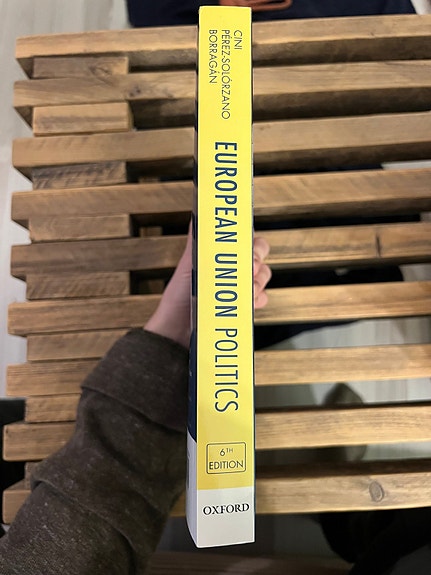 CINI
PÉREZ-SOLÓRZANO
BORRAGÁN
EUROPEAN UNION POLITICS
6TH
EDITION
OXFORD